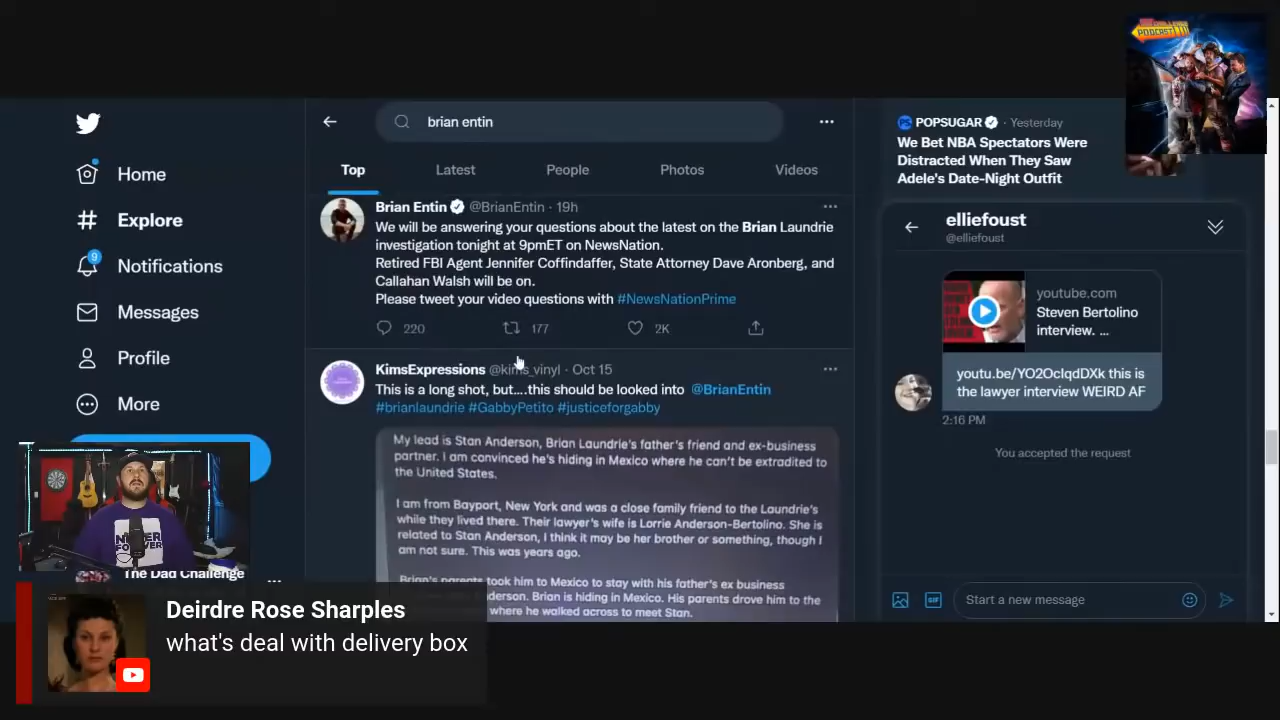 PODCAST
Home
Explore
9
Notifications
Messages
Profile
More
The Dad Challenge
brian entin
Top
Latest
People
Photos
Videos
Brian Entin @BrianEntin · 19h
We will be answering your questions about the latest on the Brian Laundrie
investigation tonight at 9pmET on NewsNation.
Retired FBI Agent Jennifer Coffindaffer, State Attorney Dave Aronberg, and
Callahan Walsh will be on.
Please tweet your video questions with #NewsNationPrime
220
177
2K
KimsExpressions @kims_vinyl · Oct 15
This is a long shot, but....this should be looked into @BrianEntin
#brianlaundrie #GabbyPetito #justiceforgabby
My lead is Stan Anderson, Brian Laundrie's father's friend and ex-business
partner. I am convinced he's hiding in Mexico where he can't be extradited to
the United States.
I am from Bayport, New York and was a close family friend to the Laundrie's
while they lived there. Their lawyer's wife is Lorrie Anderson-Bertolino. She is
related to Stan Anderson, I think it may be her brother or something, though I
am not sure. This was years ago.
Brian's parents took him to Mexico to stay with his father's ex business
Brian is hiding in Mexico. His parents drove him to the
where he walked across to meet Stan.
POPSUGAR · Yesterday
We Bet NBA Spectators Were
Distracted When They Saw
Adele's Date-Night Outfit
elliefoust
@elliefoust
youtube.com
Steven Bertolino
interview. ...
youtu.be/YO2OcIqdDXk this is
the lawyer interview WEIRD AF
2:16 PM
You accepted the request
Start a new message
GIF
Deirdre Rose Sharples
what's deal with delivery box